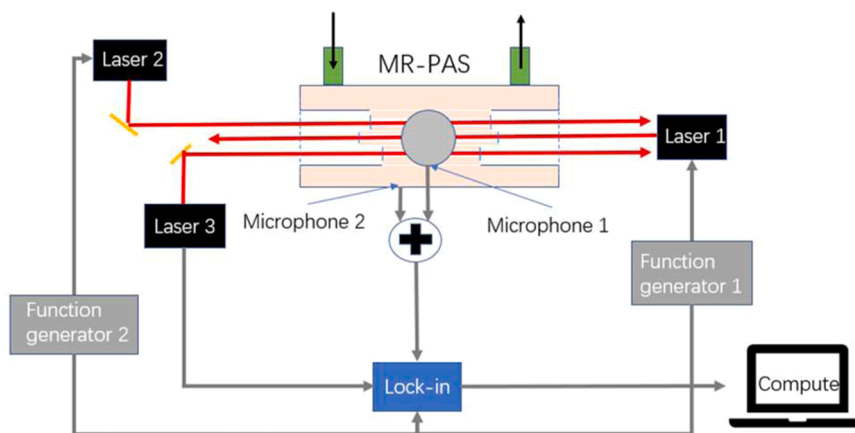 Laser 2
MR-PAS
Laser 1
Laser 3
Microphone 2
Microphone 1
Function
generator 1
Function
generator 2
Lock-in
Compute